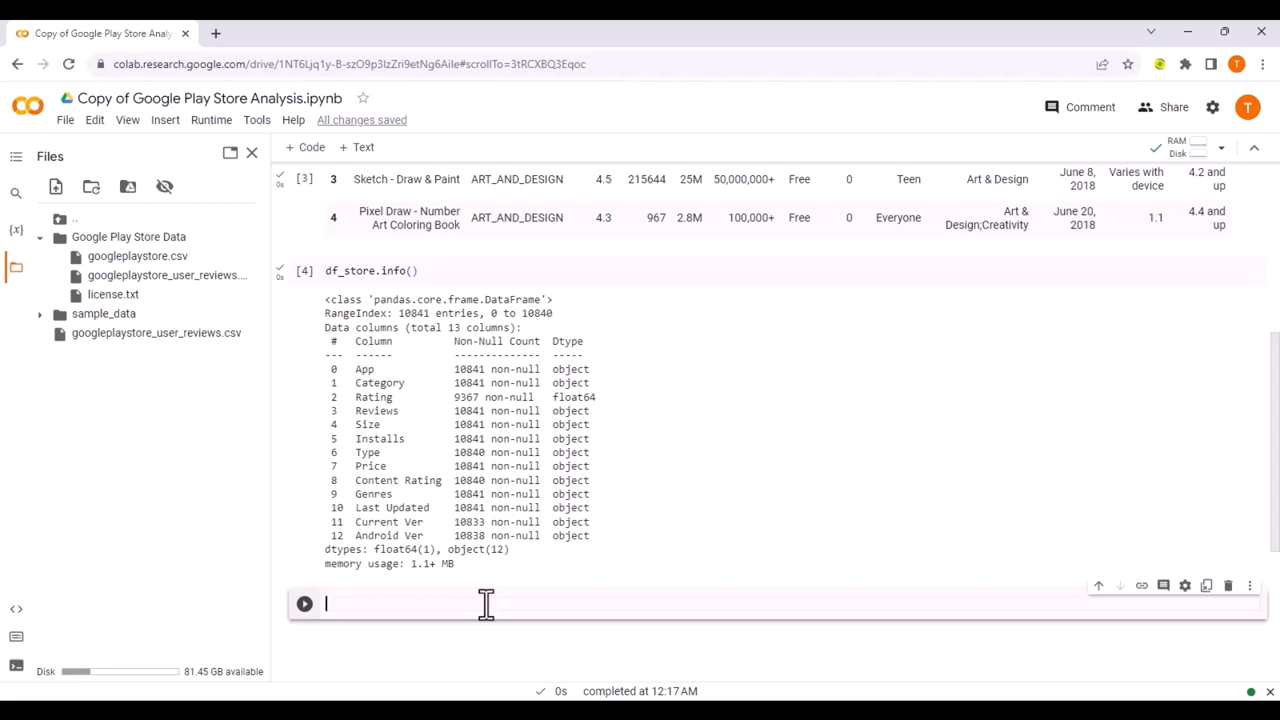 Copy of Google Play Store Analy
colab.research.google.com/drive/1NT6Ljq1y-B-szO9p3lzZri9etNg6AiIe#scrollTo=3tRCXBQ3Eqoc
T
Copy of Google Play Store Analysis.ipynb
Comment
Share
T
File Edit View Insert Runtime Tools Help All changes saved
Files
+ Code + Text
RAM
Disk
[3] 3 Sketch - Draw & Paint ART_AND_DESIGN 4.5 215644 25M 50,000,000+ Free 0 Teen Art & Design June 8, 2018 Varies with device 4.2 and up
0s
4 Pixel Draw - Number Art Coloring Book ART_AND_DESIGN 4.3 967 2.8M 100,000+ Free 0 Everyone Art & Design;Creativity June 20, 2018 1.1 4.4 and up
{x}
..
Google Play Store Data
googleplaystore.csv
googleplaystore_user_reviews....
license.txt
sample_data
googleplaystore_user_reviews.csv
[4] df_store.info()
0s
<class 'pandas.core.frame.DataFrame'>
RangeIndex: 10841 entries, 0 to 10840
Data columns (total 13 columns):
# Column Non-Null Count Dtype
--- ------ -------------- -----
0 App 10841 non-null object
1 Category 10841 non-null object
2 Rating 9367 non-null float64
3 Reviews 10841 non-null object
4 Size 10841 non-null object
5 Installs 10841 non-null object
6 Type 10840 non-null object
7 Price 10841 non-null object
8 Content Rating 10840 non-null object
9 Genres 10841 non-null object
10 Last Updated 10841 non-null object
11 Current Ver 10833 non-null object
12 Android Ver 10838 non-null object
dtypes: float64(1), object(12)
memory usage: 1.1+ MB
Disk 81.45 GB available
0s completed at 12:17 AM